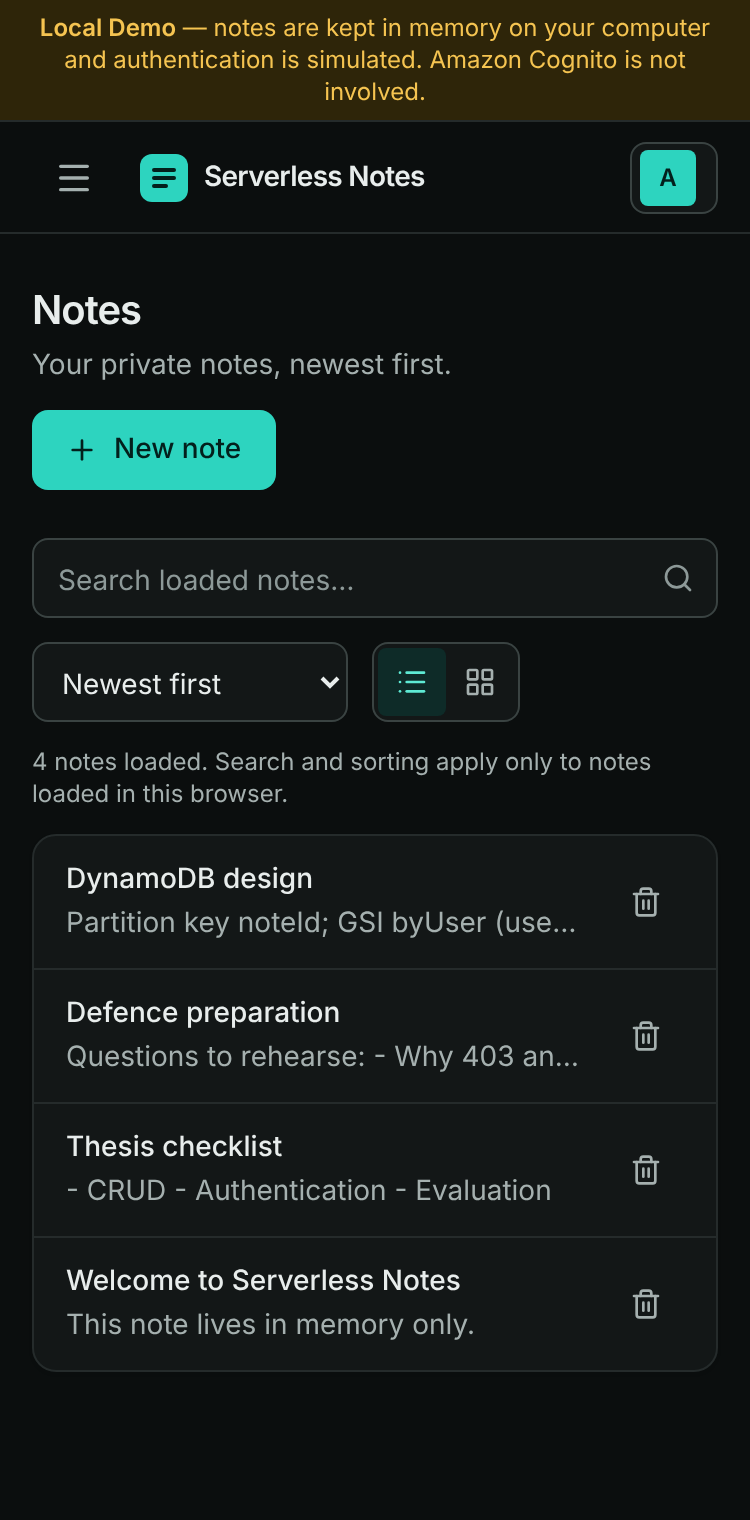 Local Demo — notes are kept in memory on your computer
and authentication is simulated. Amazon Cognito is not
involved.
Serverless Notes
A
Notes
Your private notes, newest first.
New note
Search loaded notes...
Newest first
4 notes loaded. Search and sorting apply only to notes
loaded in this browser.
DynamoDB design
Partition key noteId; GSI byUser (use...
Defence preparation
Questions to rehearse: - Why 403 an...
Thesis checklist
- CRUD - Authentication - Evaluation
Welcome to Serverless Notes
This note lives in memory only.